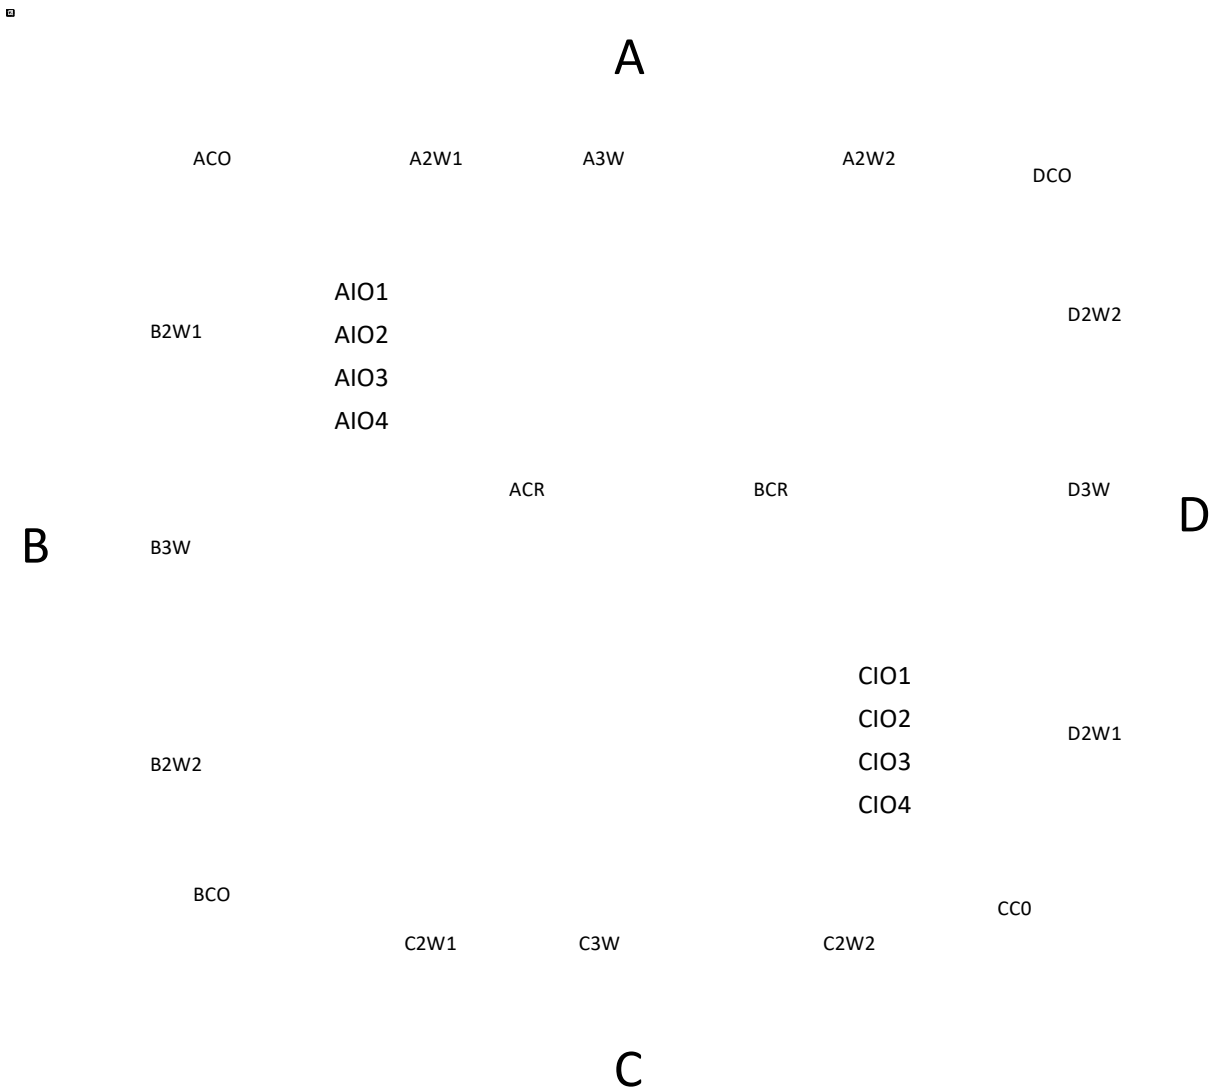 A
ACO A2W1 A3W A2W2
DCO
AIO1
D2W2
B2W1 AIO2
AIO3
AIO4
ACR BCR D3W
D
B
B3W
CIO1
CIO2
D2W1
CIO3
B2W2
CIO4
BCO
CC0
C2W1 C3W C2W2
C